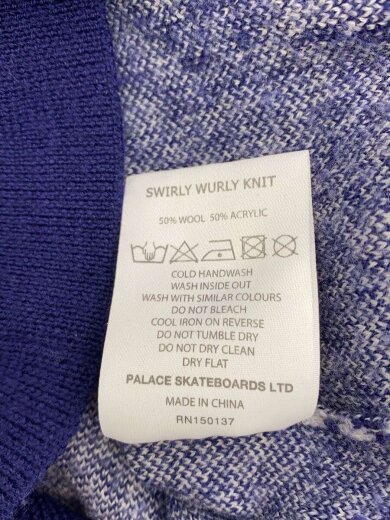 SWIRLY WURLY KNIT
50% WOOL 50% ACRYLIC
COLD HANDWASH
WASH INSIDE OUT
WASH WITH SIMILAR COLOURS
DO NOT BLEACH
COOL IRON ON REVERSE
DO NOT TUMBLE DRY
DO NOT DRY CLEAN
DRY FLAT
PALACE SKATEBOARDS LTD
MADE IN CHINA
RN150137